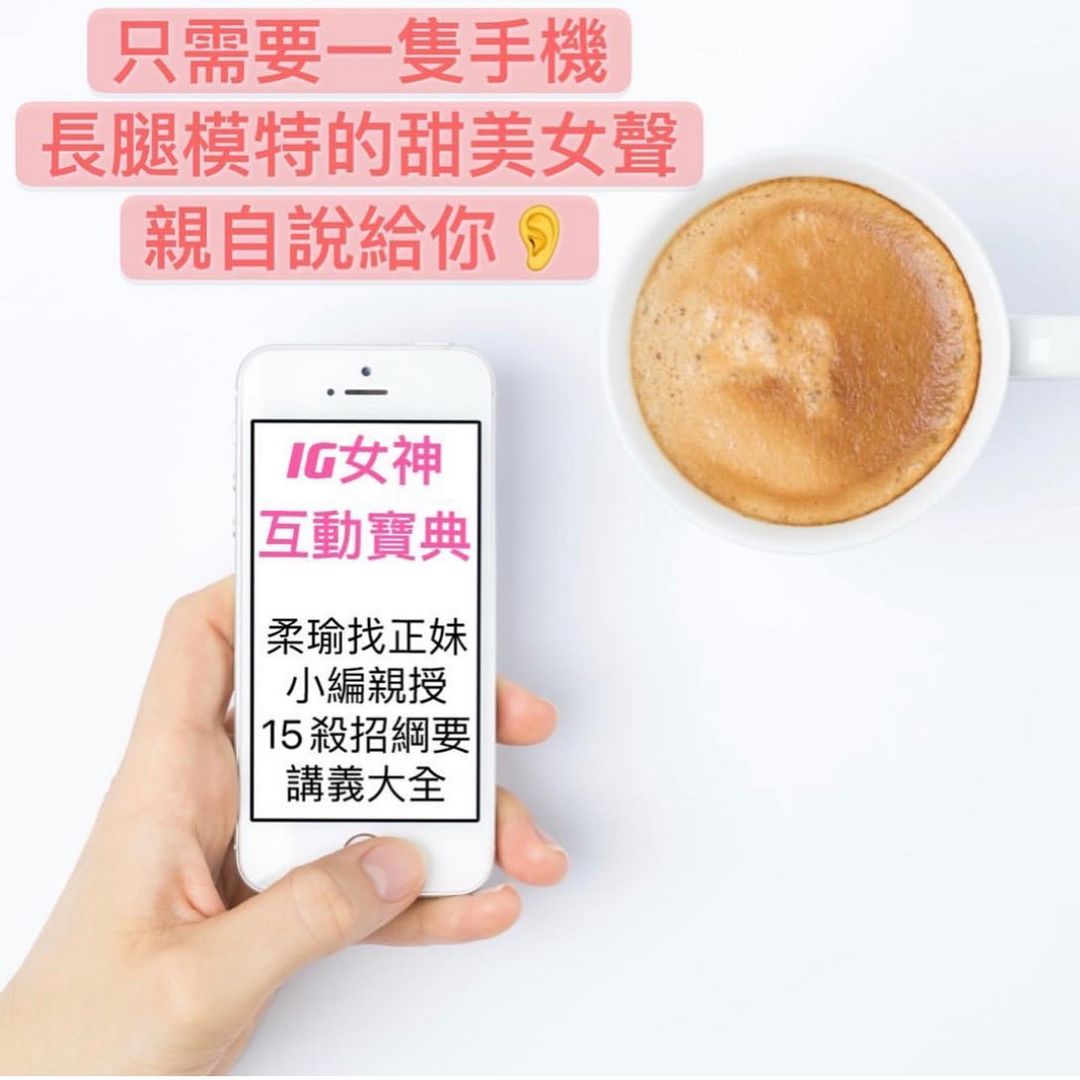 只需要一隻手機
長腿模特的甜美女聲
親自說給你👂
IG女神
互動寶典
柔瑜找正妹
小編親授
15殺招綱要
講義大全